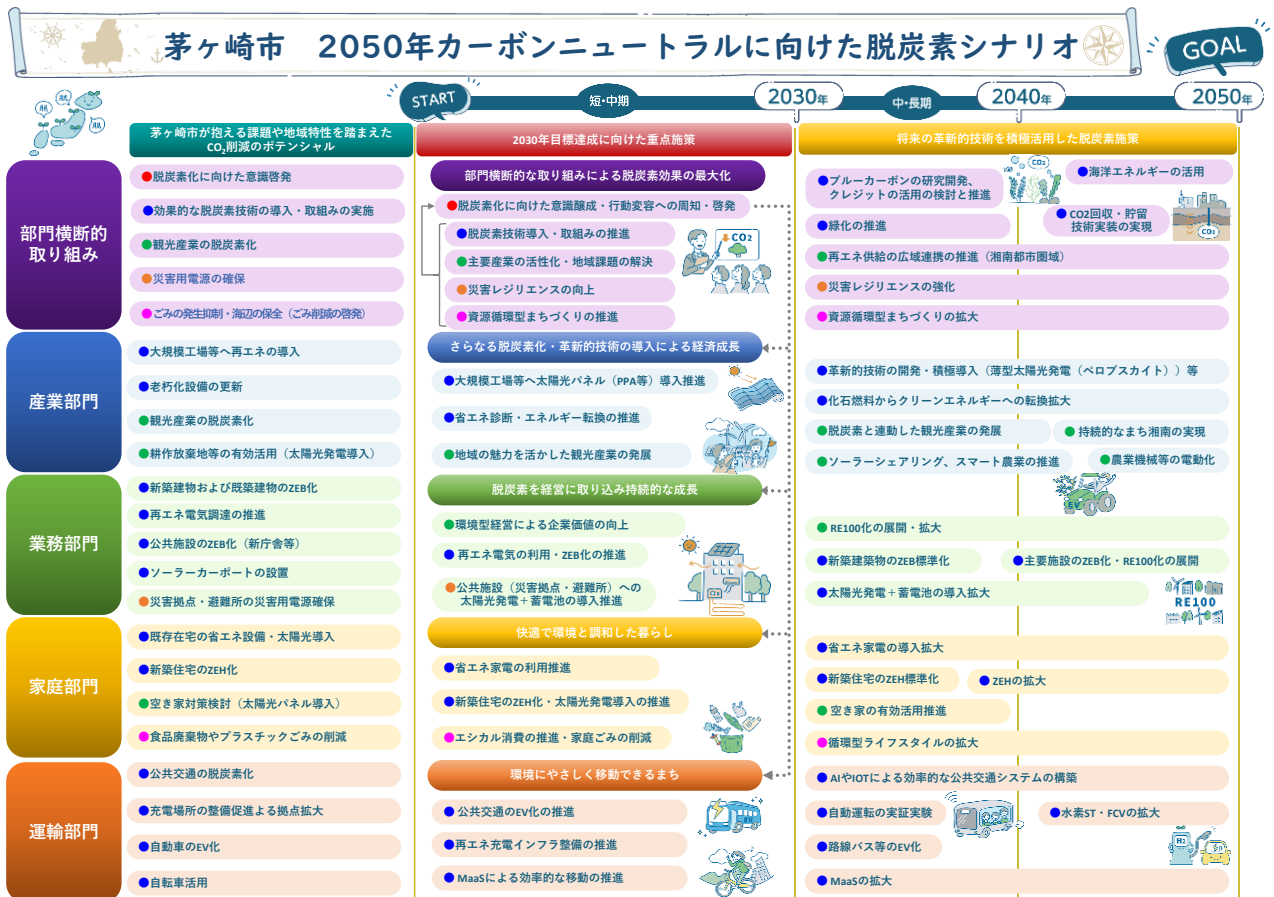 茅ヶ崎市 2050年カーボンニュートラルに向けた脱炭素シナリオ
GOAL
START
短・中期
2030年
中・長期
2040年
2050年
茅ヶ崎市が抱える課題や地域特性を踏まえた
CO₂削減のポテンシャル
2030年目標達成に向けた重点施策
将来の革新的技術を積極活用した脱炭素施策
部門横断的
取り組み
●脱炭素化に向けた意識啓発
●効果的な脱炭素技術の導入・取組みの実施
●観光産業の脱炭素化
●災害用電源の確保
●ごみの発生抑制・海辺の保全（ごみ削減の啓発）
部門横断的な取り組みによる脱炭素効果の最大化
●脱炭素化に向けた意識醸成・行動変容への周知・啓発
●脱炭素技術導入・取組みの推進
●主要産業の活性化・地域課題の解決
●災害レジリエンスの向上
●資源循環型まちづくりの推進
CO₂
●ブルーカーボンの研究開発、
クレジットの活用の検討と推進
CO₂
●海洋エネルギーの活用
●緑化の推進
●CO2回収・貯留
技術実装の実現
CO₂
●再エネ供給の広域連携の推進（湘南都市圏域）
●災害レジリエンスの強化
●資源循環型まちづくりの拡大
産業部門
●大規模工場等へ再エネの導入
●老朽化設備の更新
●観光産業の脱炭素化
●耕作放棄地等の有効活用（太陽光発電導入）
さらなる脱炭素化・革新的技術の導入による経済成長
●大規模工場等へ太陽光パネル（PPA等）導入推進
●省エネ診断・エネルギー転換の推進
●地域の魅力を活かした観光産業の発展
●革新的技術の開発・積極導入（薄型太陽光発電（ペロブスカイト））等
●化石燃料からクリーンエネルギーへの転換拡大
●脱炭素と連動した観光産業の発展
●持続的なまち湘南の実現
●ソーラーシェアリング、スマート農業の推進
●農業機械等の電動化
EV
業務部門
●新築建物および既築建物のZEB化
●再エネ電気調達の推進
●公共施設のZEB化（新庁舎等）
●ソーラーカーポートの設置
●災害拠点・避難所の災害用電源確保
脱炭素を経営に取り込み持続的な成長
●環境型経営による企業価値の向上
●再エネ電気の利用・ZEB化の推進
●公共施設（災害拠点・避難所）への
太陽光発電＋蓄電池の導入推進
●RE100化の展開・拡大
●新築建築物のZEB標準化
●主要施設のZEB化・RE100化の展開
●太陽光発電＋蓄電池の導入拡大
RE100
家庭部門
●既存住宅の省エネ設備・太陽光導入
●新築住宅のZEH化
●空き家対策検討（太陽光パネル導入）
●食品廃棄物やプラスチックごみの削減
快適で環境と調和した暮らし
●省エネ家電の利用推進
●新築住宅のZEH化・太陽光発電導入の推進
●エシカル消費の推進・家庭ごみの削減
●省エネ家電の導入拡大
●新築住宅のZEH標準化
●ZEHの拡大
●空き家の有効活用推進
●循環型ライフスタイルの拡大
運輸部門
●公共交通の脱炭素化
●充電場所の整備促進よる拠点拡大
●自動車のEV化
●自転車活用
環境にやさしく移動できるまち
●公共交通のEV化の推進
●再エネ充電インフラ整備の推進
●MaaSによる効率的な移動の推進
EV
●AIやIOTによる効率的な公共交通システムの構築
●自動運転の実証実験
●水素ST・FCVの拡大
●路線バス等のEV化
H₂
●MaaSの拡大